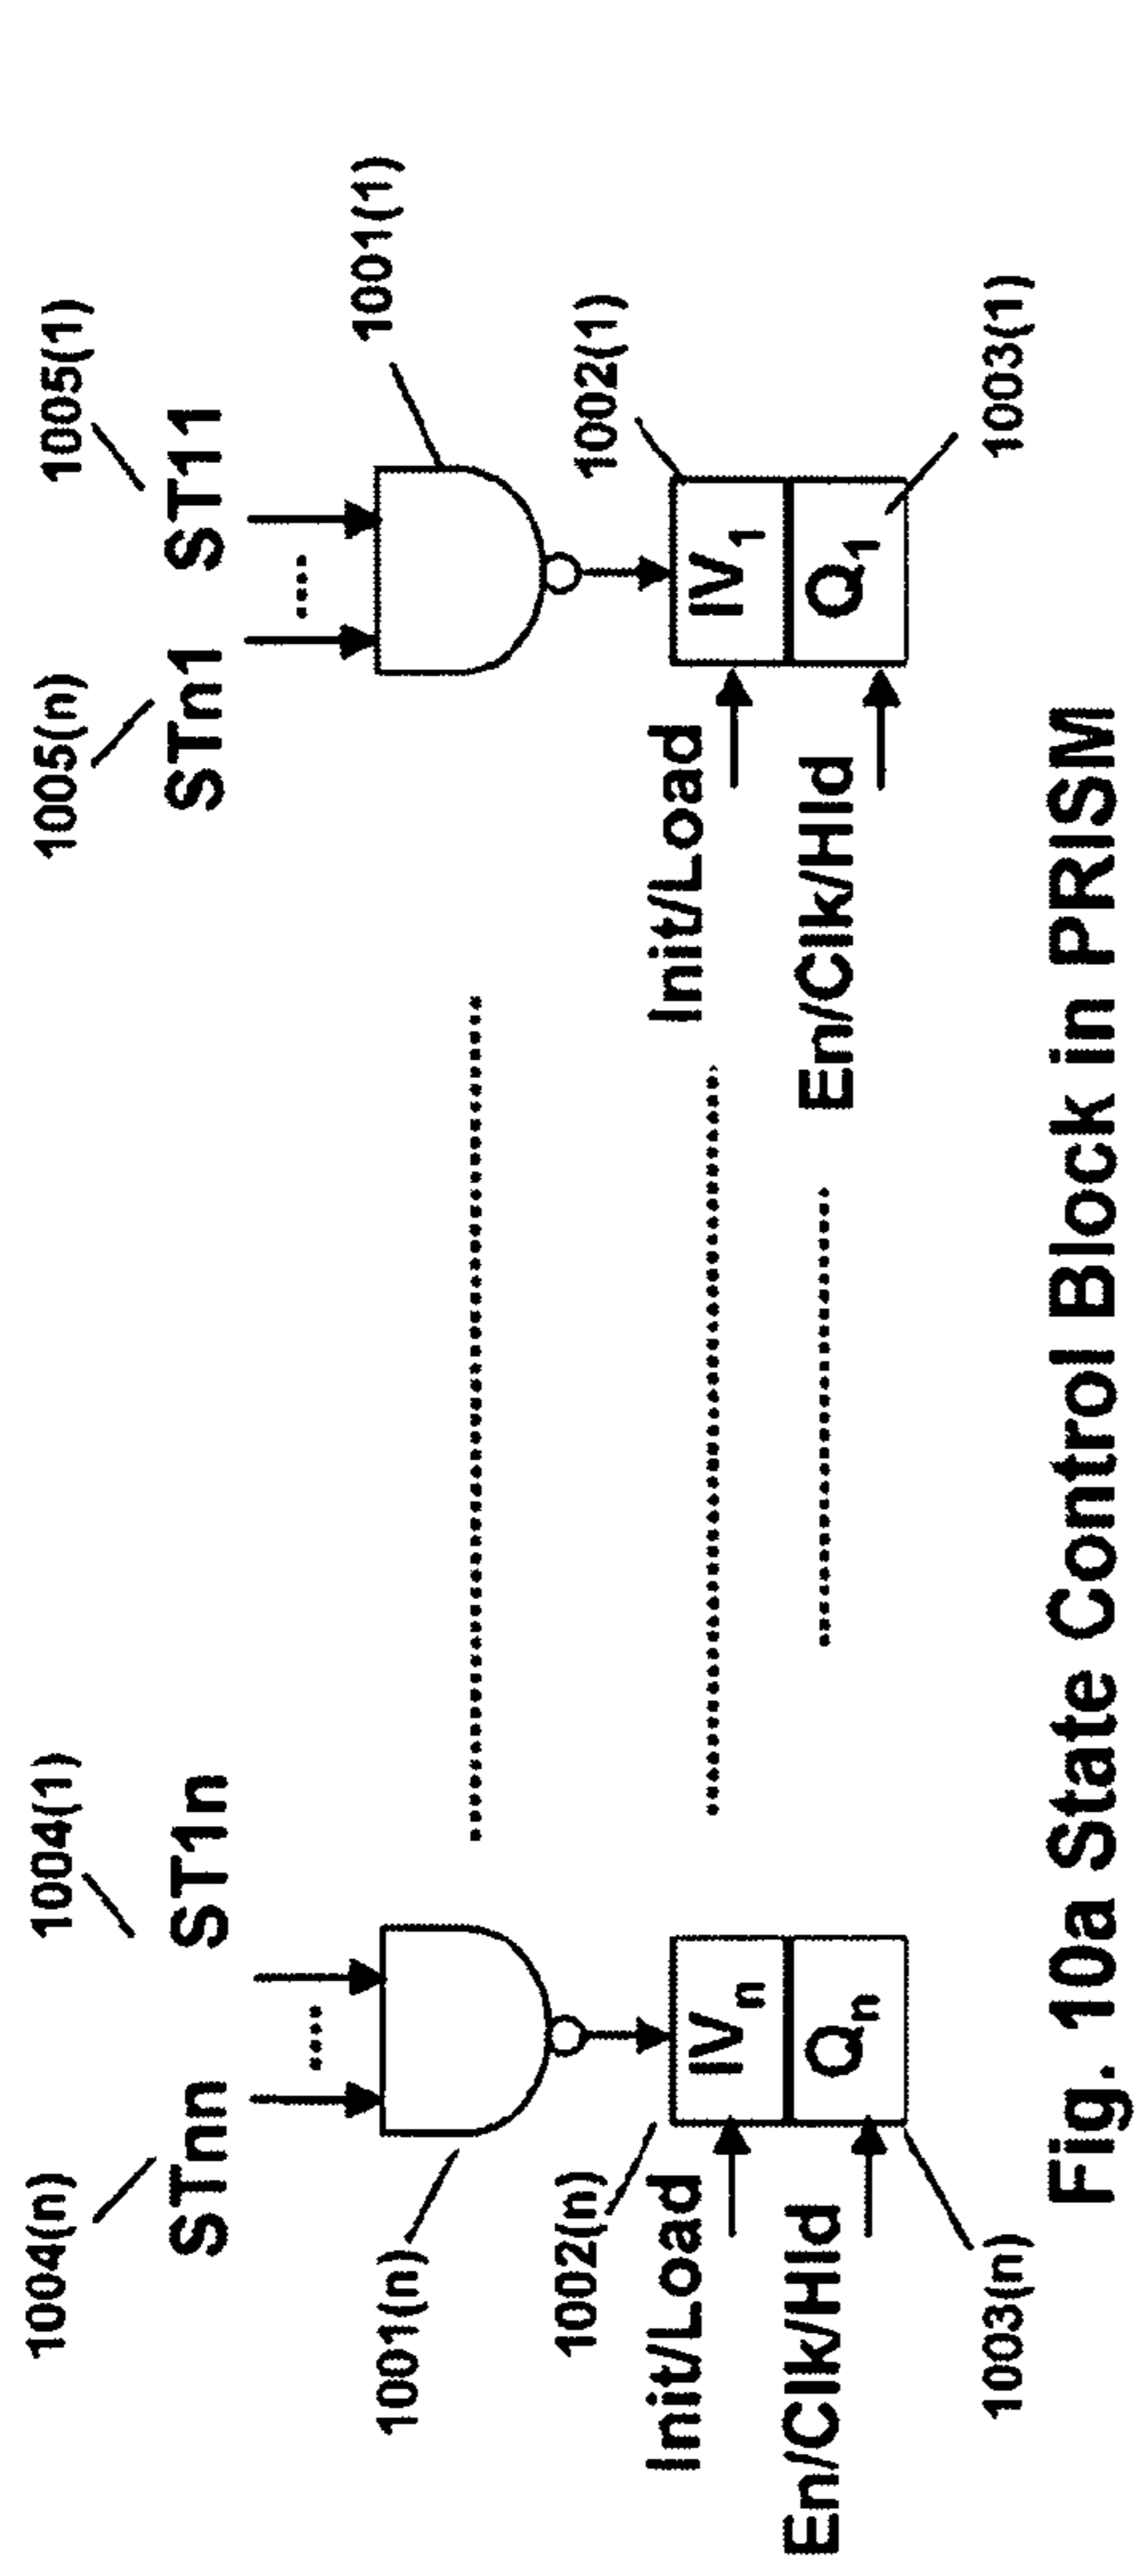 1004(n) 1004(1) 1005(n) 1005(1)
STnn ST1n STn1 ST11
.... ....
1001(n) 1001(1)
1002(n) 1002(1)
Init/Load IVn Init/Load IV1
En/Clk/Hld Qn En/Clk/Hld Q1
1003(n) 1003(1)
Fig. 10a State Control Block in PRISM